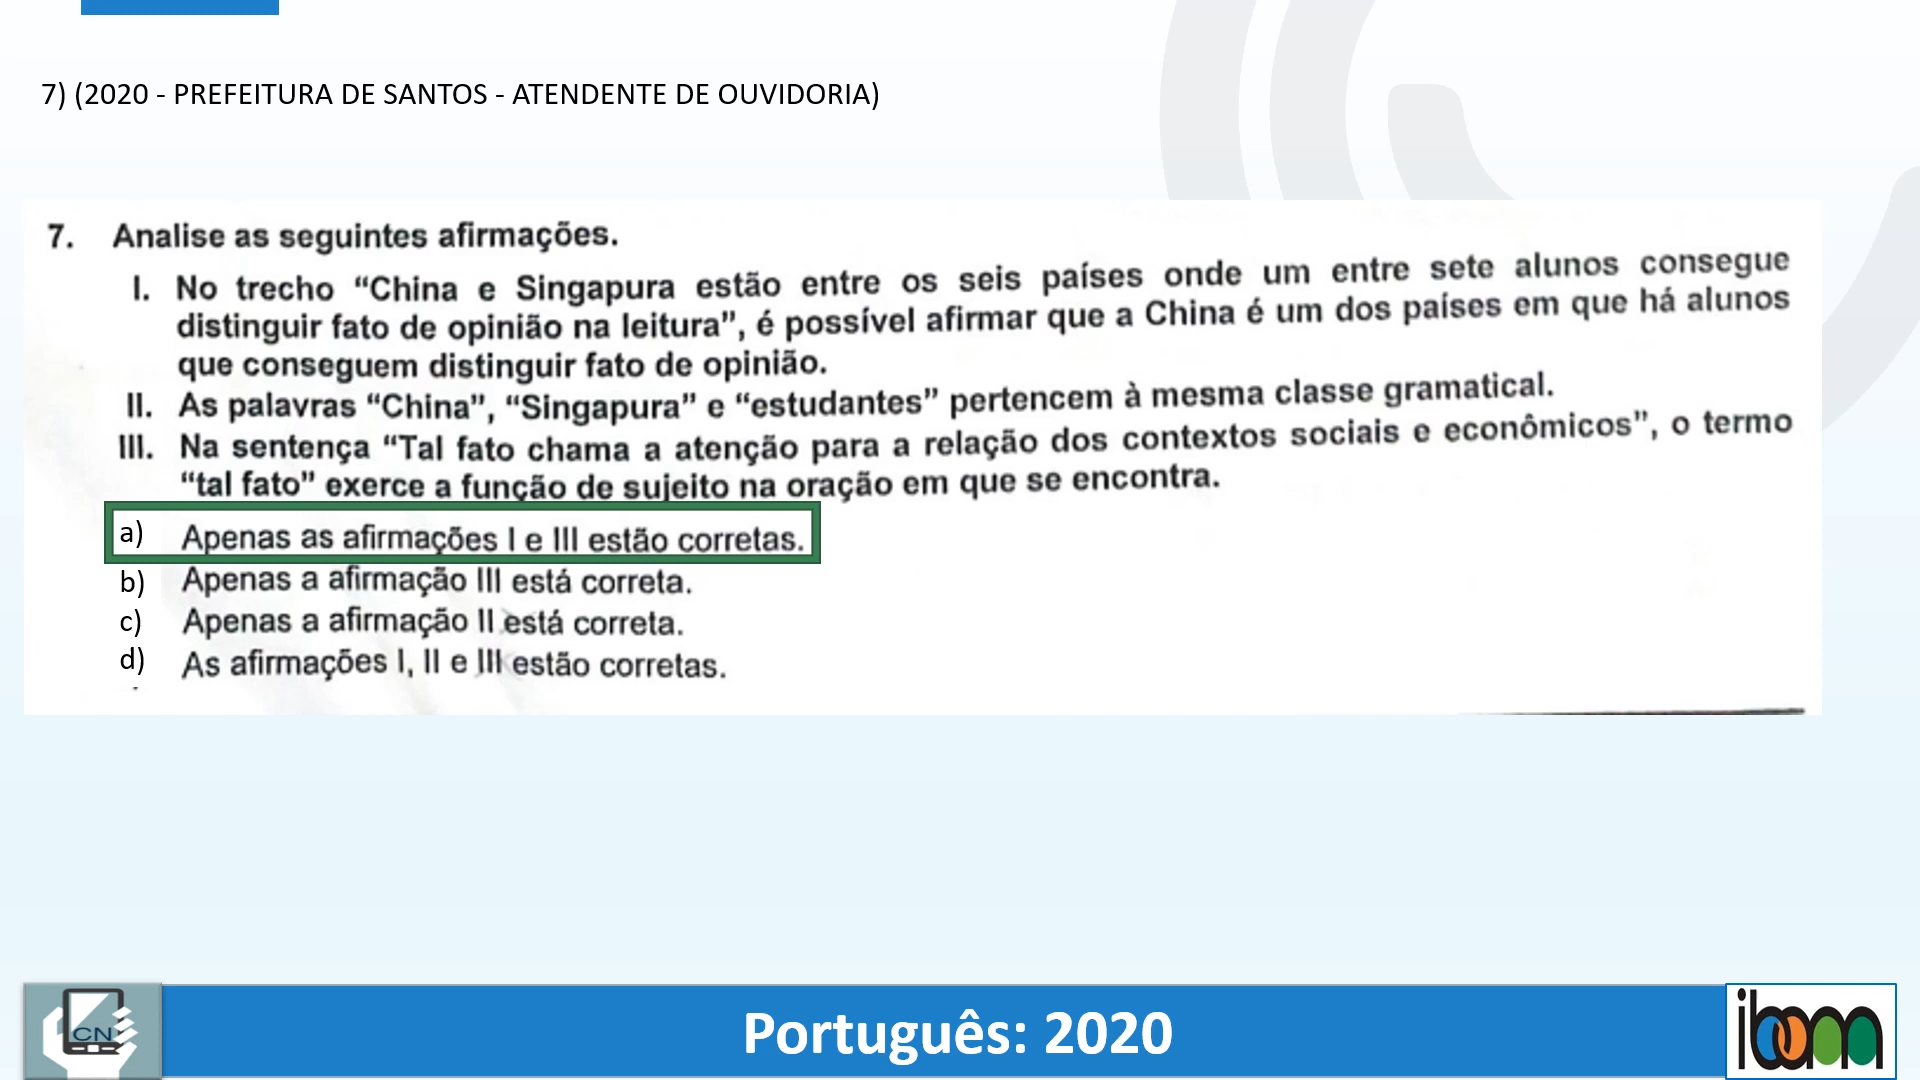 7) (2020 - PREFEITURA DE SANTOS - ATENDENTE DE OUVIDORIA)
7. Analise as seguintes afirmações.
I. No trecho “China e Singapura estão entre os seis países onde um entre sete alunos consegue
distinguir fato de opinião na leitura”, é possível afirmar que a China é um dos países em que há alunos
que conseguem distinguir fato de opinião.
II. As palavras “China”, “Singapura” e “estudantes” pertencem à mesma classe gramatical.
III. Na sentença “Tal fato chama a atenção para a relação dos contextos sociais e econômicos”, o termo
“tal fato” exerce a função de sujeito na oração em que se encontra.
a) Apenas as afirmações I e III estão corretas.
b) Apenas a afirmação III está correta.
c) Apenas a afirmação II está correta.
d) As afirmações I, II e III estão corretas.
CN
Português: 2020
ibam